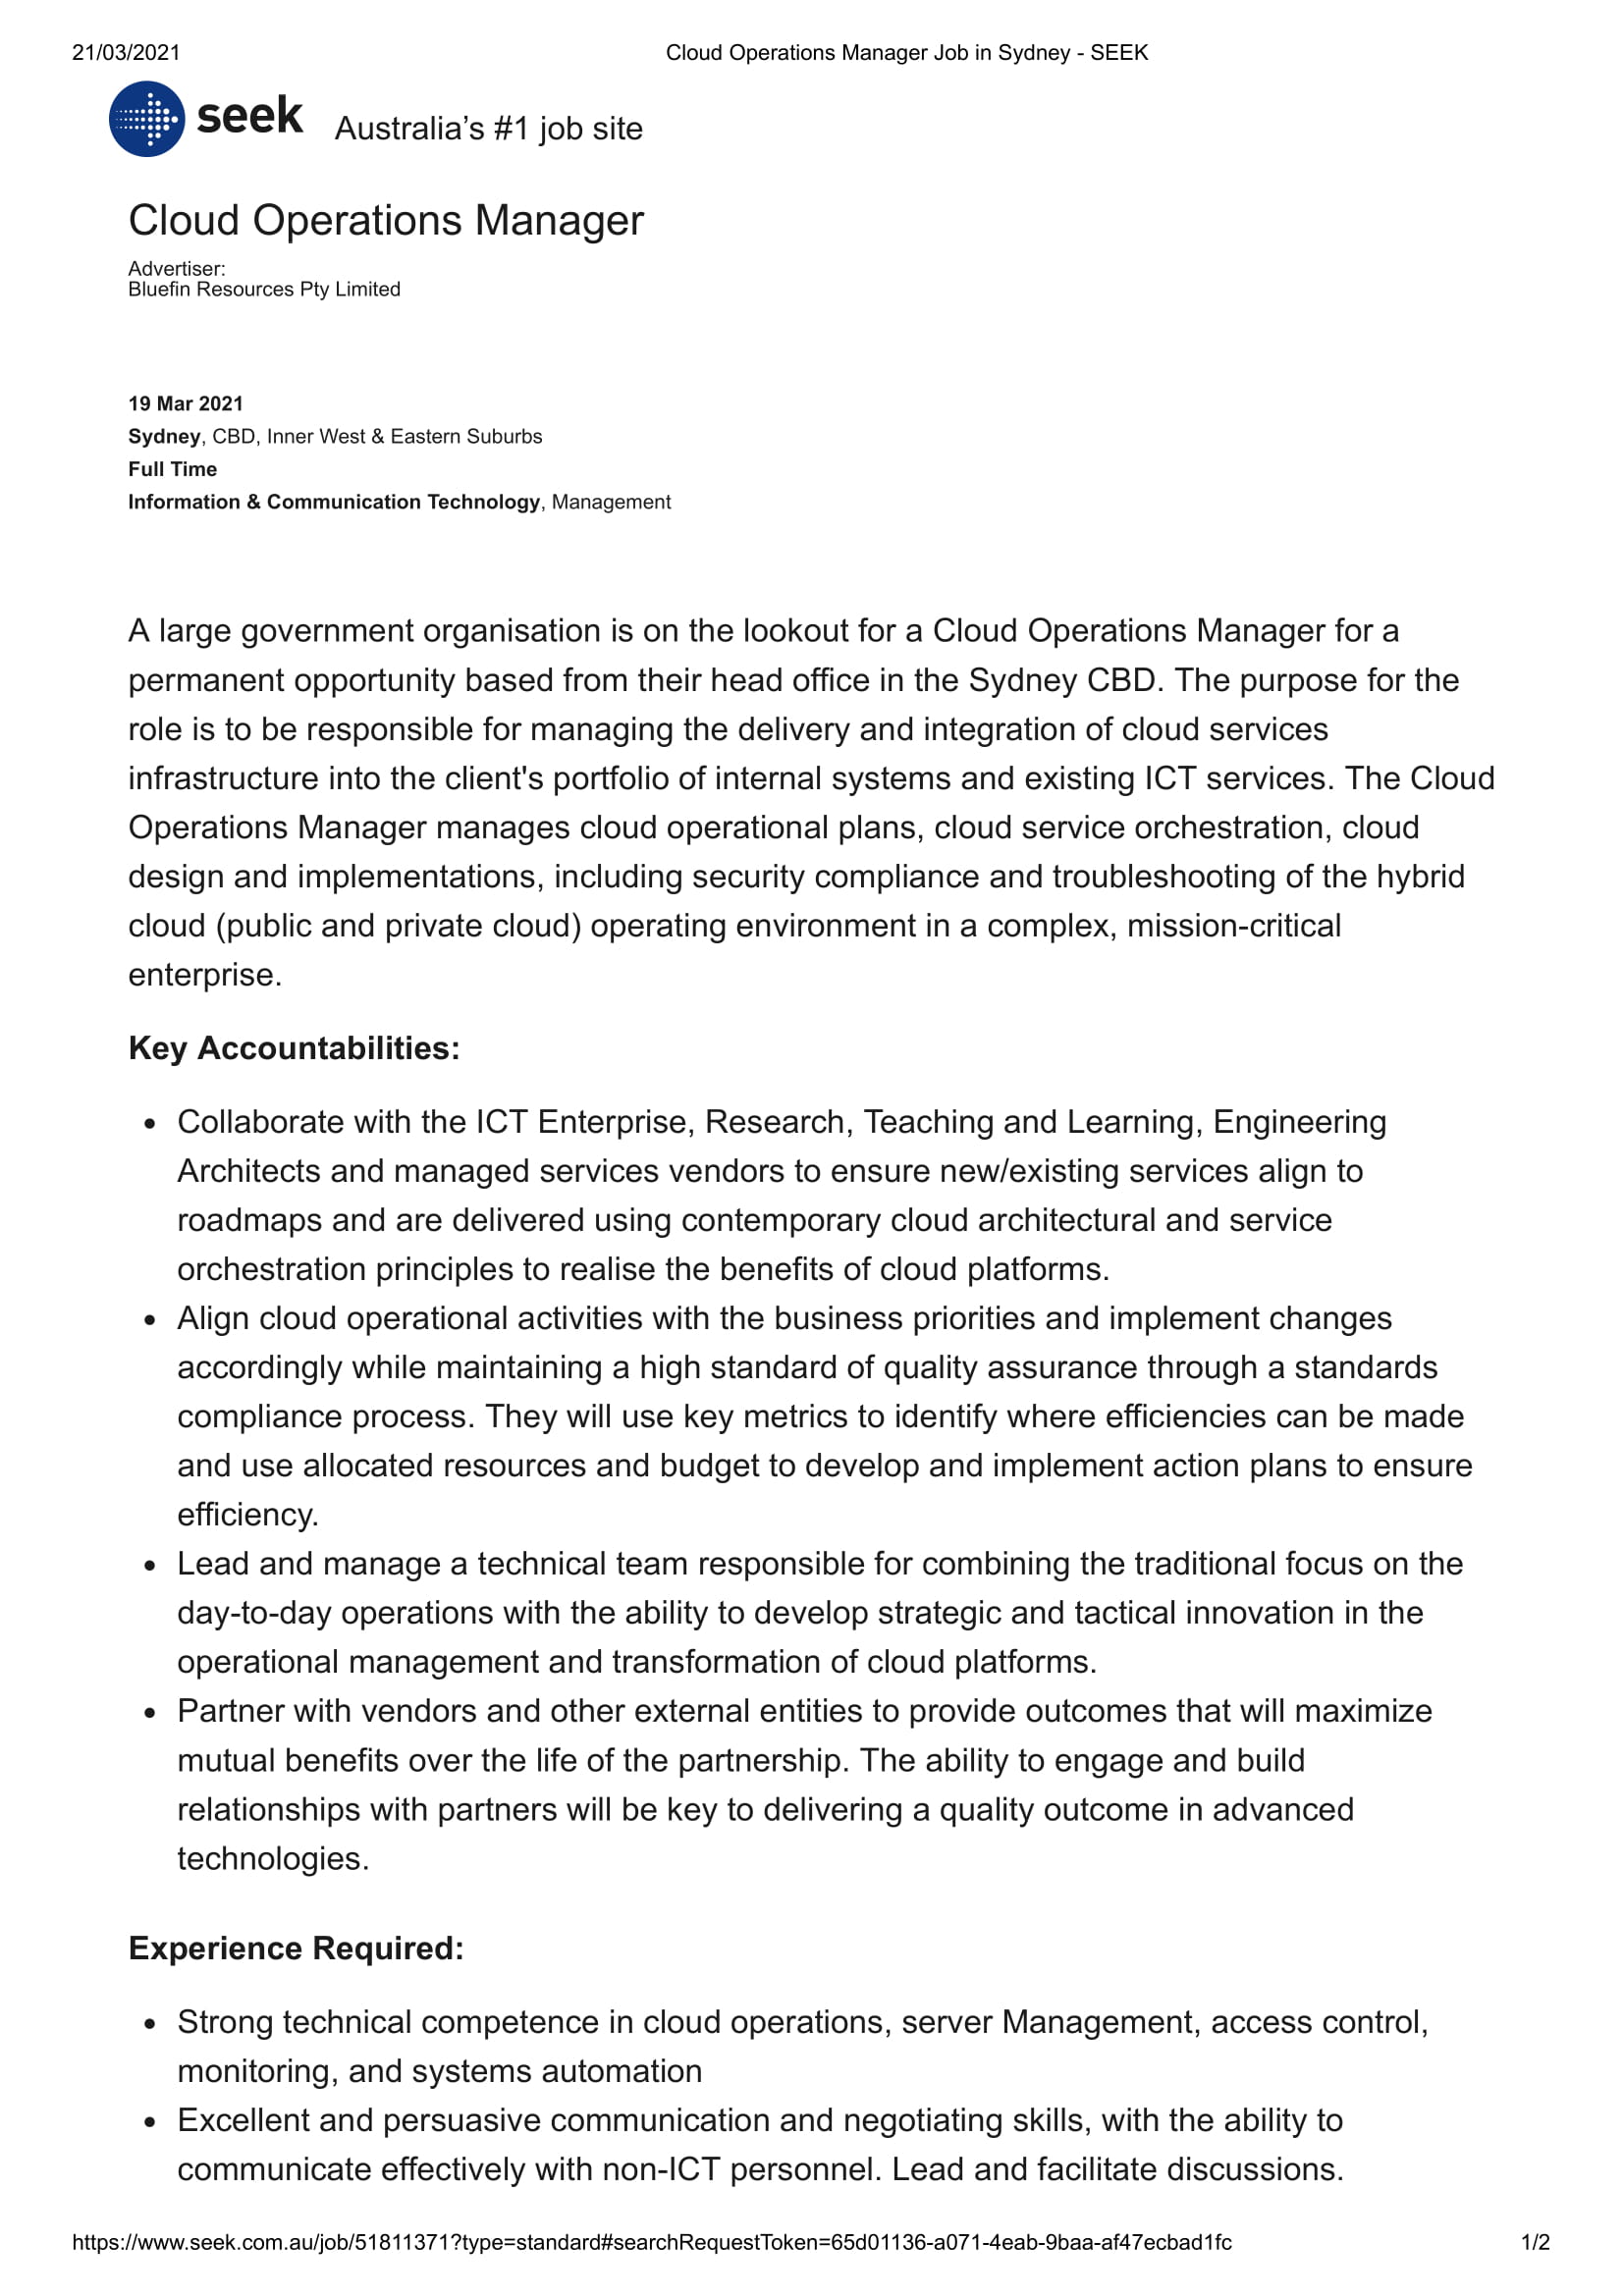 21/03/2021 Cloud Operations Manager Job in Sydney - SEEK
seek Australia’s #1 job site
Cloud Operations Manager
Advertiser:
Bluefin Resources Pty Limited
19 Mar 2021
Sydney, CBD, Inner West & Eastern Suburbs
Full Time
Information & Communication Technology, Management
A large government organisation is on the lookout for a Cloud Operations Manager for a
permanent opportunity based from their head office in the Sydney CBD. The purpose for the
role is to be responsible for managing the delivery and integration of cloud services
infrastructure into the client's portfolio of internal systems and existing ICT services. The Cloud
Operations Manager manages cloud operational plans, cloud service orchestration, cloud
design and implementations, including security compliance and troubleshooting of the hybrid
cloud (public and private cloud) operating environment in a complex, mission-critical
enterprise.
Key Accountabilities:
• Collaborate with the ICT Enterprise, Research, Teaching and Learning, Engineering
Architects and managed services vendors to ensure new/existing services align to
roadmaps and are delivered using contemporary cloud architectural and service
orchestration principles to realise the benefits of cloud platforms.
• Align cloud operational activities with the business priorities and implement changes
accordingly while maintaining a high standard of quality assurance through a standards
compliance process. They will use key metrics to identify where efficiencies can be made
and use allocated resources and budget to develop and implement action plans to ensure
efficiency.
• Lead and manage a technical team responsible for combining the traditional focus on the
day-to-day operations with the ability to develop strategic and tactical innovation in the
operational management and transformation of cloud platforms.
• Partner with vendors and other external entities to provide outcomes that will maximize
mutual benefits over the life of the partnership. The ability to engage and build
relationships with partners will be key to delivering a quality outcome in advanced
technologies.
Experience Required:
• Strong technical competence in cloud operations, server Management, access control,
monitoring, and systems automation
• Excellent and persuasive communication and negotiating skills, with the ability to
communicate effectively with non-ICT personnel. Lead and facilitate discussions.
https://www.seek.com.au/job/51811371?type=standard#searchRequestToken=65d01136-a071-4eab-9baa-af47ecbad1fc 1/2